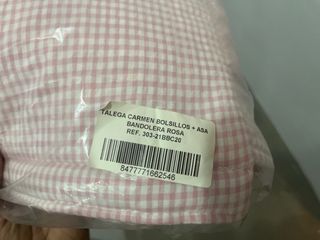 TALEGA CARMEN BOLSILLOS + ASA
BANDOLERA ROSA
REF. 303-21BBC20
8477771662546